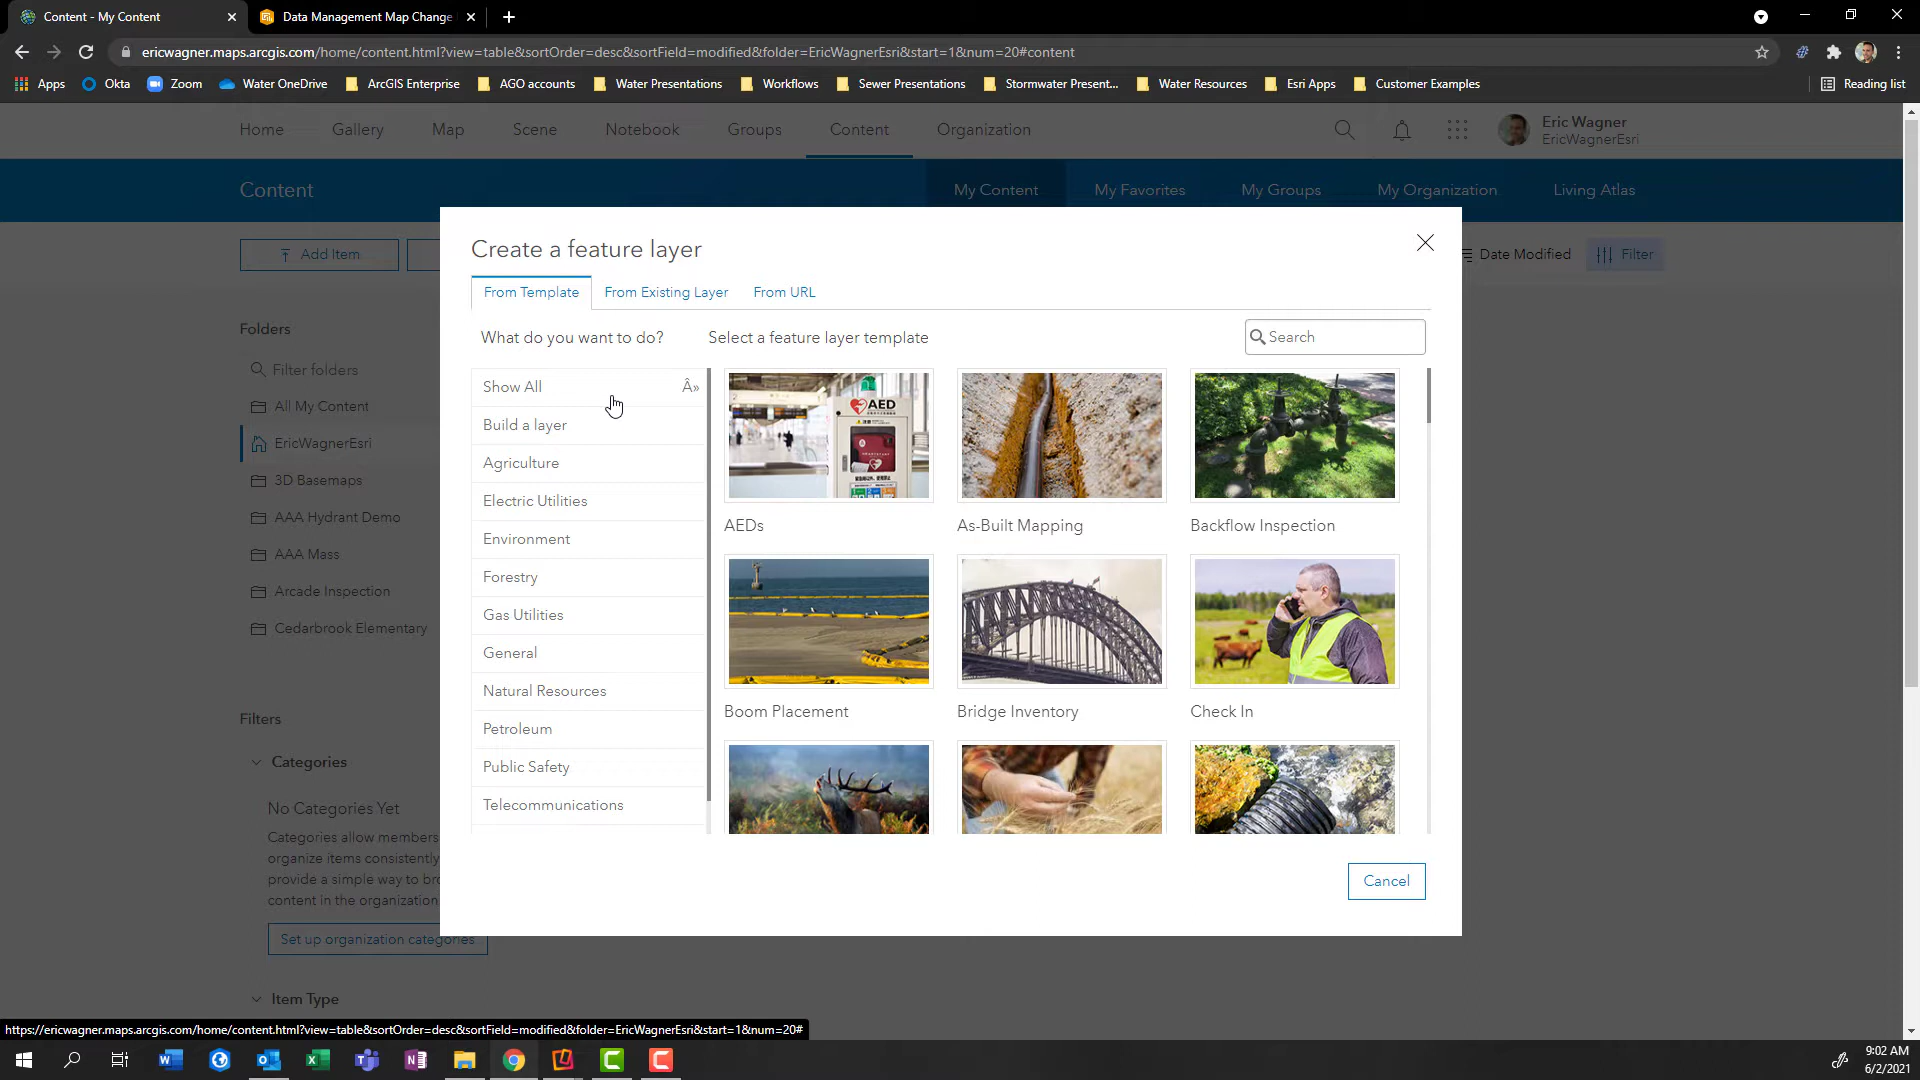 Content - My Content
Data Management Map Change
ericwagner.maps.arcgis.com/home/content.html?view=table&sortOrder=desc&sortField=modified&folder=EricWagnerEsri&start=1&num=20#content
Apps
Okta
Zoom
Water OneDrive
ArcGIS Enterprise
AGO accounts
Water Presentations
Workflows
Sewer Presentations
Stormwater Present...
Water Resources
Esri Apps
Customer Examples
Reading list
Home
Gallery
Map
Scene
Notebook
Groups
Content
Organization
Eric Wagner
EricWagnerEsri
Content
My Content
My Favorites
My Groups
My Organization
Living Atlas
Add Item
Date Modified
Filter
Folders
Filter folders
All My Content
EricWagnerEsri
3D Basemaps
AAA Hydrant Demo
AAA Mass
Arcade Inspection
Cedarbrook Elementary
Filters
Categories
No Categories Yet
Categories allow members
organize items consistently
provide a simple way to bro
content in the organization
Set up organization categories
Item Type
Create a feature layer
From Template
From Existing Layer
From URL
What do you want to do?
Select a feature layer template
Search
Show All Â»
Build a layer
Agriculture
Electric Utilities
Environment
Forestry
Gas Utilities
General
Natural Resources
Petroleum
Public Safety
Telecommunications
AED
AEDs
As-Built Mapping
Backflow Inspection
Boom Placement
Bridge Inventory
Check In
Cancel
https://ericwagner.maps.arcgis.com/home/content.html?view=table&sortOrder=desc&sortField=modified&folder=EricWagnerEsri&start=1&num=20#
9:02 AM
6/2/2021